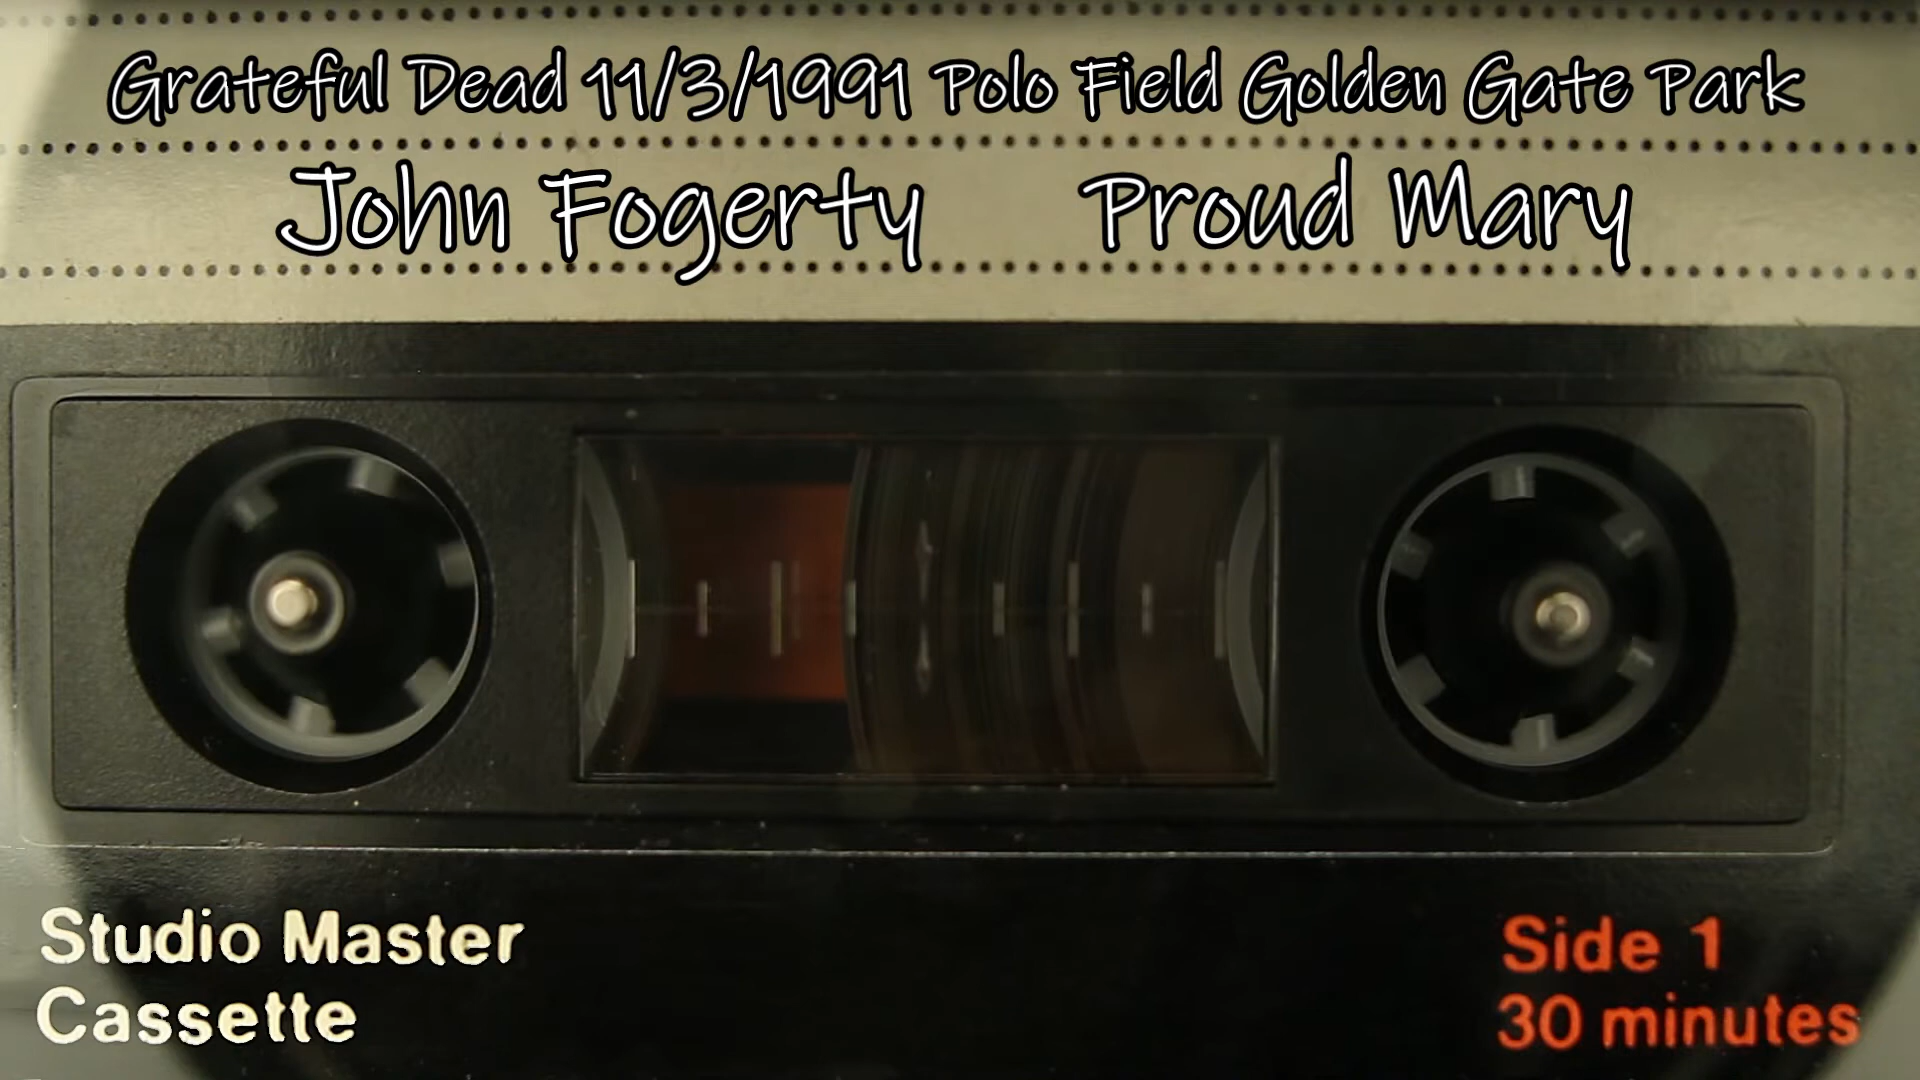 Grateful Dead 11/3/1991 Polo Field Golden Gate Park
John Fogerty Proud Mary
Studio Master
Cassette
Side 1
30 minutes